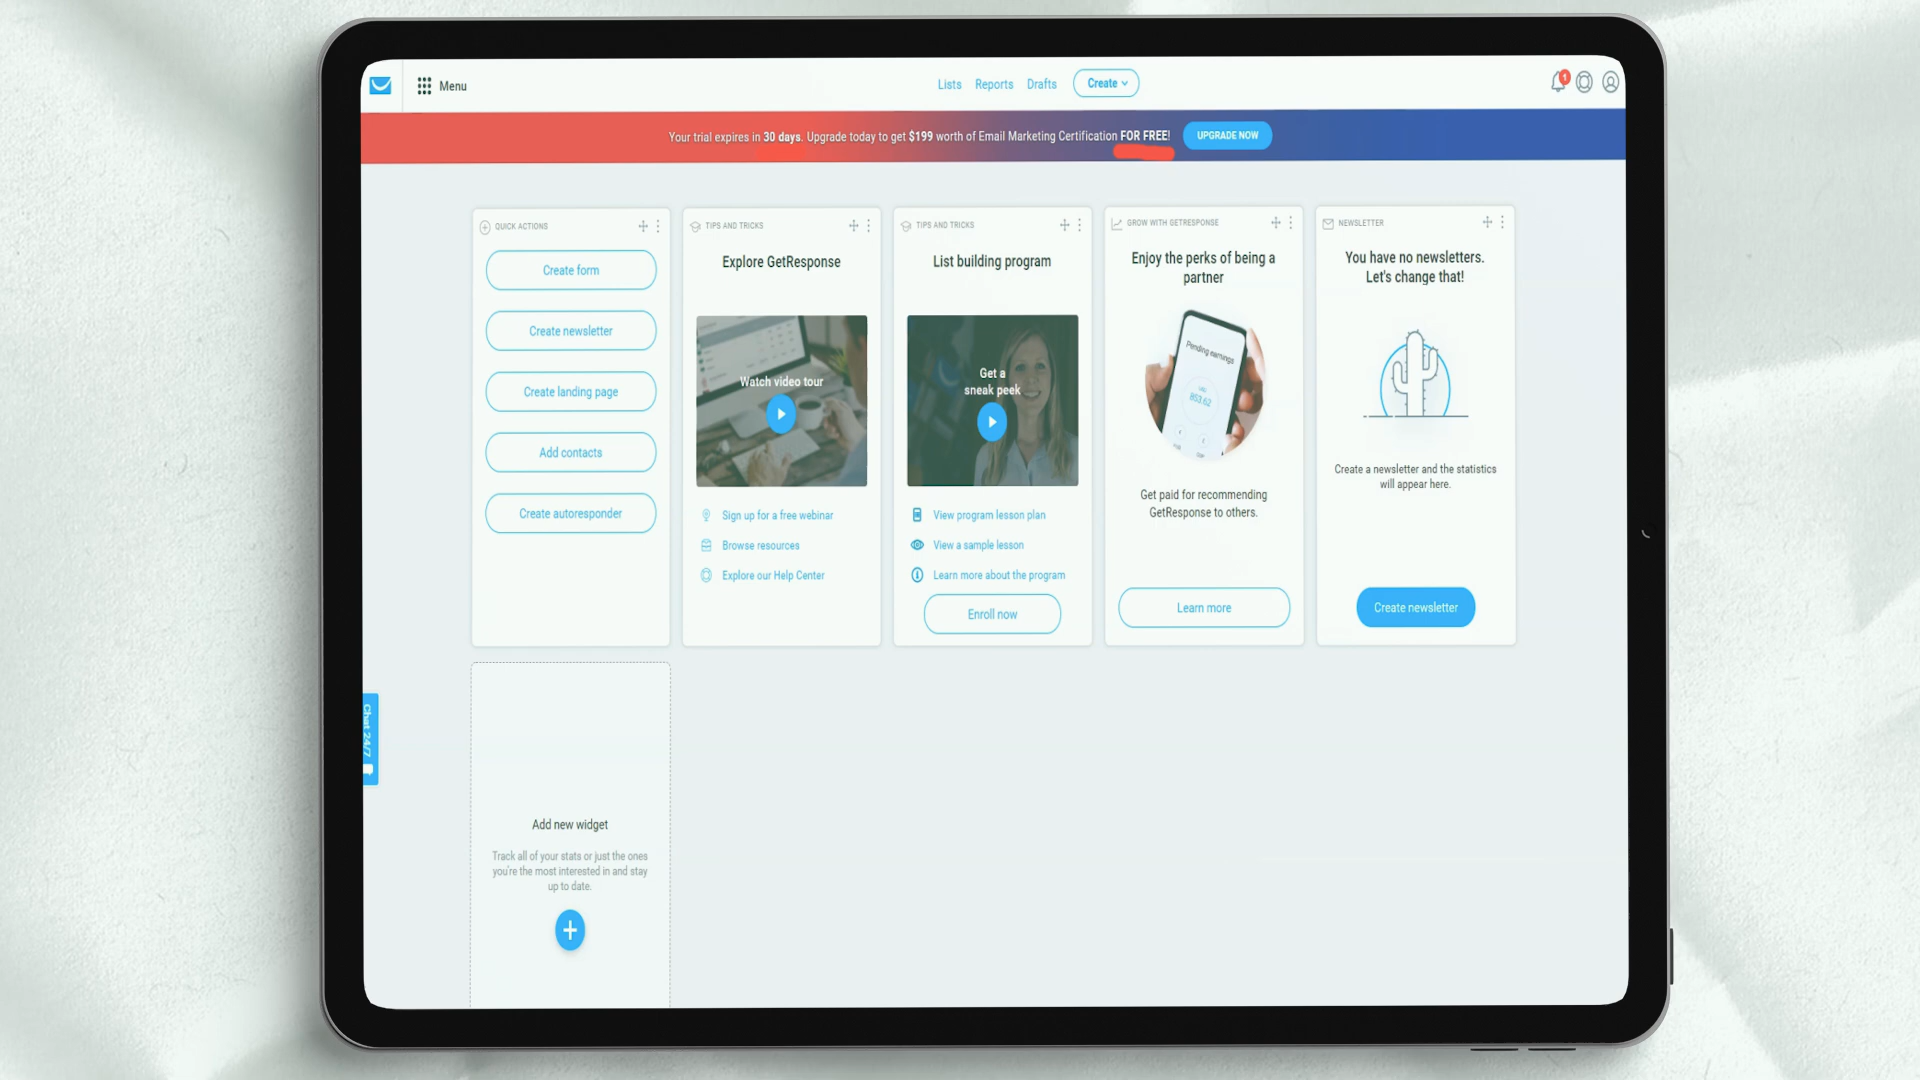 Menu
Lists Reports Drafts Create
1
Your trial expires in 30 days. Upgrade today to get $199 worth of Email Marketing Certification FOR FREE! UPGRADE NOW
QUICK ACTIONS
Create form
Create newsletter
Create landing page
Add contacts
Create autoresponder
TIPS AND TRICKS
Explore GetResponse
Watch video tour
Sign up for a free webinar
Browse resources
Explore our Help Center
TIPS AND TRICKS
List building program
Get a
sneak peek
View program lesson plan
View a sample lesson
Learn more about the program
Enroll now
GROW WITH GETRESPONSE
Enjoy the perks of being a
partner
Pending earnings
853.62
Get paid for recommending
GetResponse to others.
Learn more
NEWSLETTER
You have no newsletters.
Let's change that!
Create a newsletter and the statistics
will appear here.
Create newsletter
Chat 24/7
Add new widget
Track all of your stats or just the ones
you're the most interested in and stay
up to date.